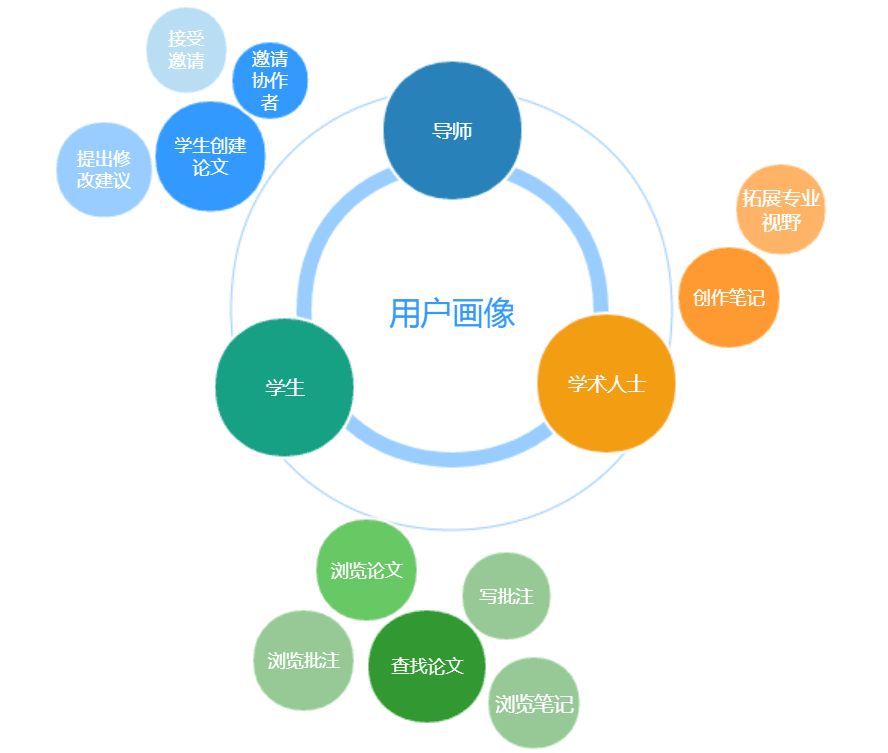 接受
邀请
邀请
协作
者
学生创建
论文
提出修
改建议
导师
拓展专业
视野
创作笔记
用户画像
学生
学术人士
浏览论文
写批注
浏览批注
查找论文
浏览笔记